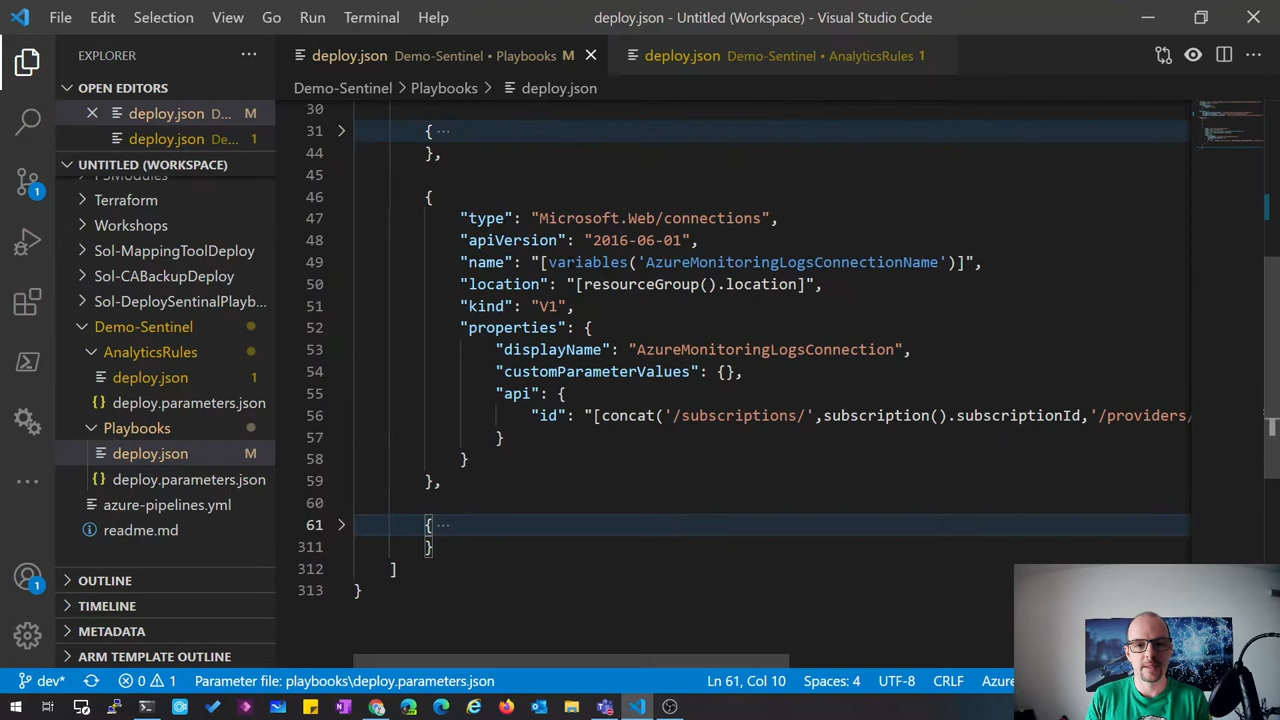 File Edit Selection View Go Run Terminal Help deploy.json - Untitled (Workspace) - Visual Studio Code
EXPLORER ···
deploy.json Demo-Sentinel • Playbooks M
deploy.json Demo-Sentinel • AnalyticsRules 1
Demo-Sentinel > Playbooks > deploy.json
OPEN EDITORS
deploy.json D... M
deploy.json De... 1
UNTITLED (WORKSPACE)
PSModules
Terraform
Workshops
Sol-MappingToolDeploy
Sol-CABackupDeploy
Sol-DeploySentinalPlayb...
Demo-Sentinel
AnalyticsRules
deploy.json 1
deploy.parameters.json
Playbooks
deploy.json M
deploy.parameters.json
azure-pipelines.yml
readme.md
OUTLINE
TIMELINE
METADATA
ARM TEMPLATE OUTLINE
1
1
30
31 { ···
44 },
45
46 {
47 "type": "Microsoft.Web/connections",
48 "apiVersion": "2016-06-01",
49 "name": "[variables('AzureMonitoringLogsConnectionName')]",
50 "location": "[resourceGroup().location]",
51 "kind": "V1",
52 "properties": {
53 "displayName": "AzureMonitoringLogsConnection",
54 "customParameterValues": {},
55 "api": {
56 "id": "[concat('/subscriptions/',subscription().subscriptionId,'/providers/
57 }
58 }
59 },
60
61 { ···
311 }
312 ]
313 }
dev* 0 1 Parameter file: playbooks\deploy.parameters.json Ln 61, Col 10 Spaces: 4 UTF-8 CRLF Azure